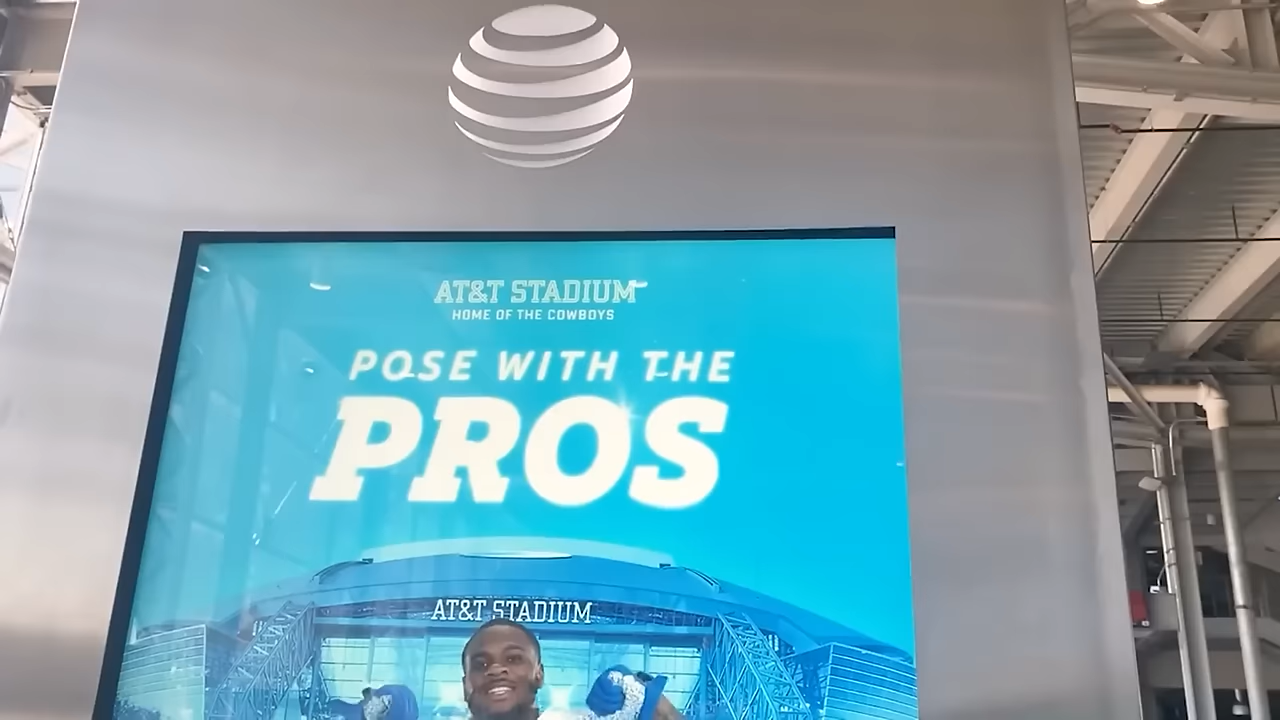 AT&T STADIUM
HOME OF THE COWBOYS
POSE WITH THE
PROS
AT&T STADIUM